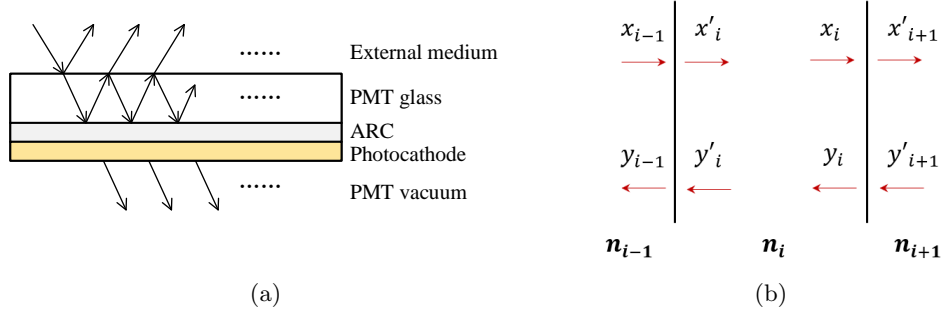 ...... External medium
...... PMT glass
ARC
Photocathode
...... PMT vacuum
(a)
x_{i−1} x'_i x_i x'_{i+1}
y_{i−1} y'_i y_i y'_{i+1}
n_{i−1} n_i n_{i+1}
(b)